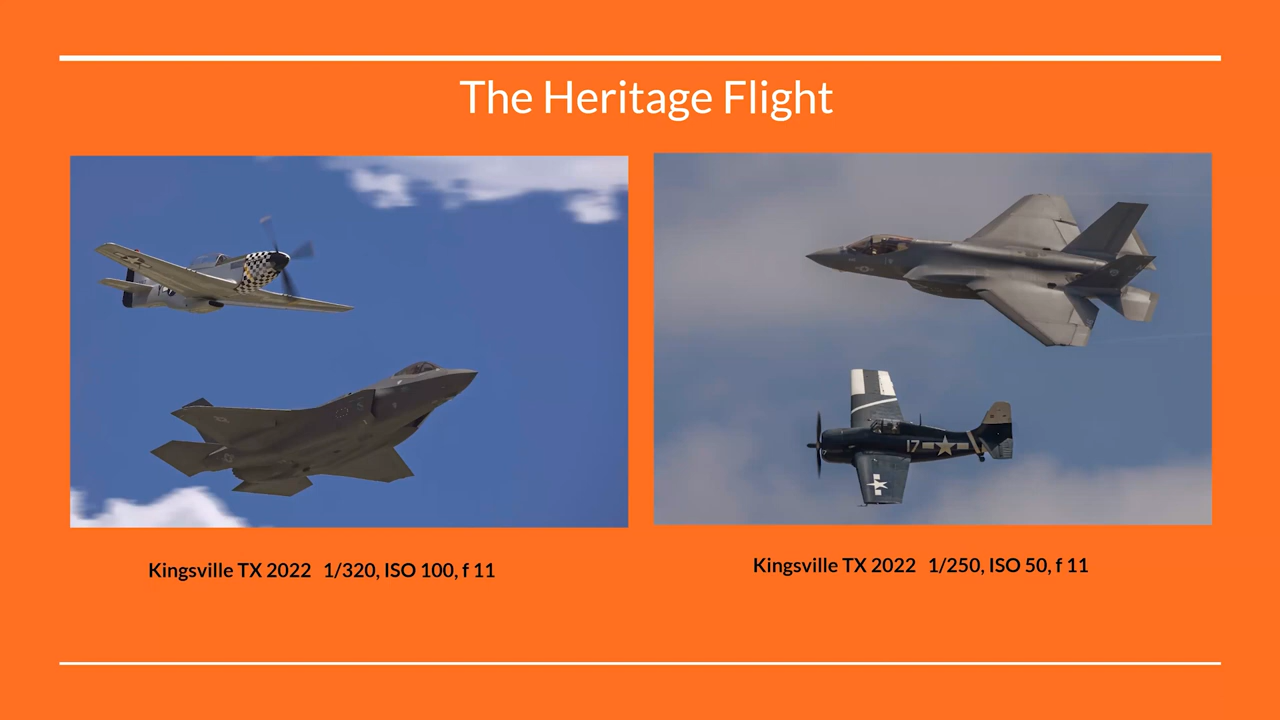 The Heritage Flight
17
Kingsville TX 2022 1/320, ISO 100, f 11
Kingsville TX 2022 1/250, ISO 50, f 11